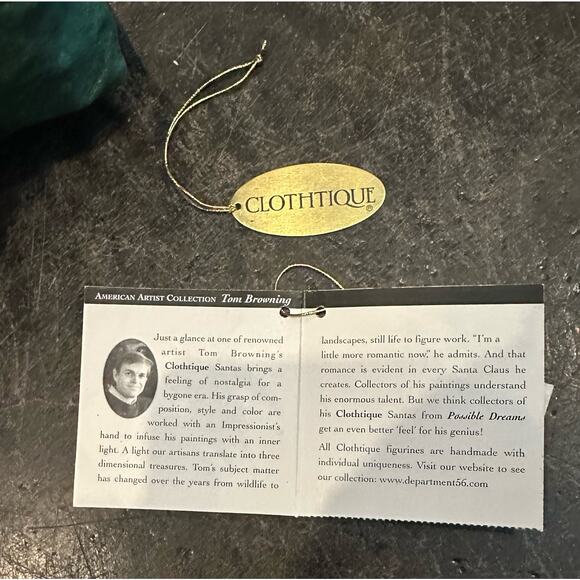 CLOTHTIQUE®
AMERICAN ARTIST COLLECTION Tom Browning
Just a glance at one of renowned
artist Tom Browning's
Clothtique Santas brings a
feeling of nostalgia for a
bygone era. His grasp of com-
position, style and color are
worked with an Impressionist's
hand to infuse his paintings with an inner
light. A light our artisans translate into three
dimensional treasures. Tom's subject matter
has changed over the years from wildlife to
landscapes, still life to figure work. "I'm a
little more romantic now," he admits. And that
romance is evident in every Santa Claus he
creates. Collectors of his paintings understand
his enormous talent. But we think collectors of
his Clothtique Santas from Possible Dreams
get an even better 'feel' for his genius!
All Clothtique figurines are handmade with
individual uniqueness. Visit our website to see
our collection: www.department56.com